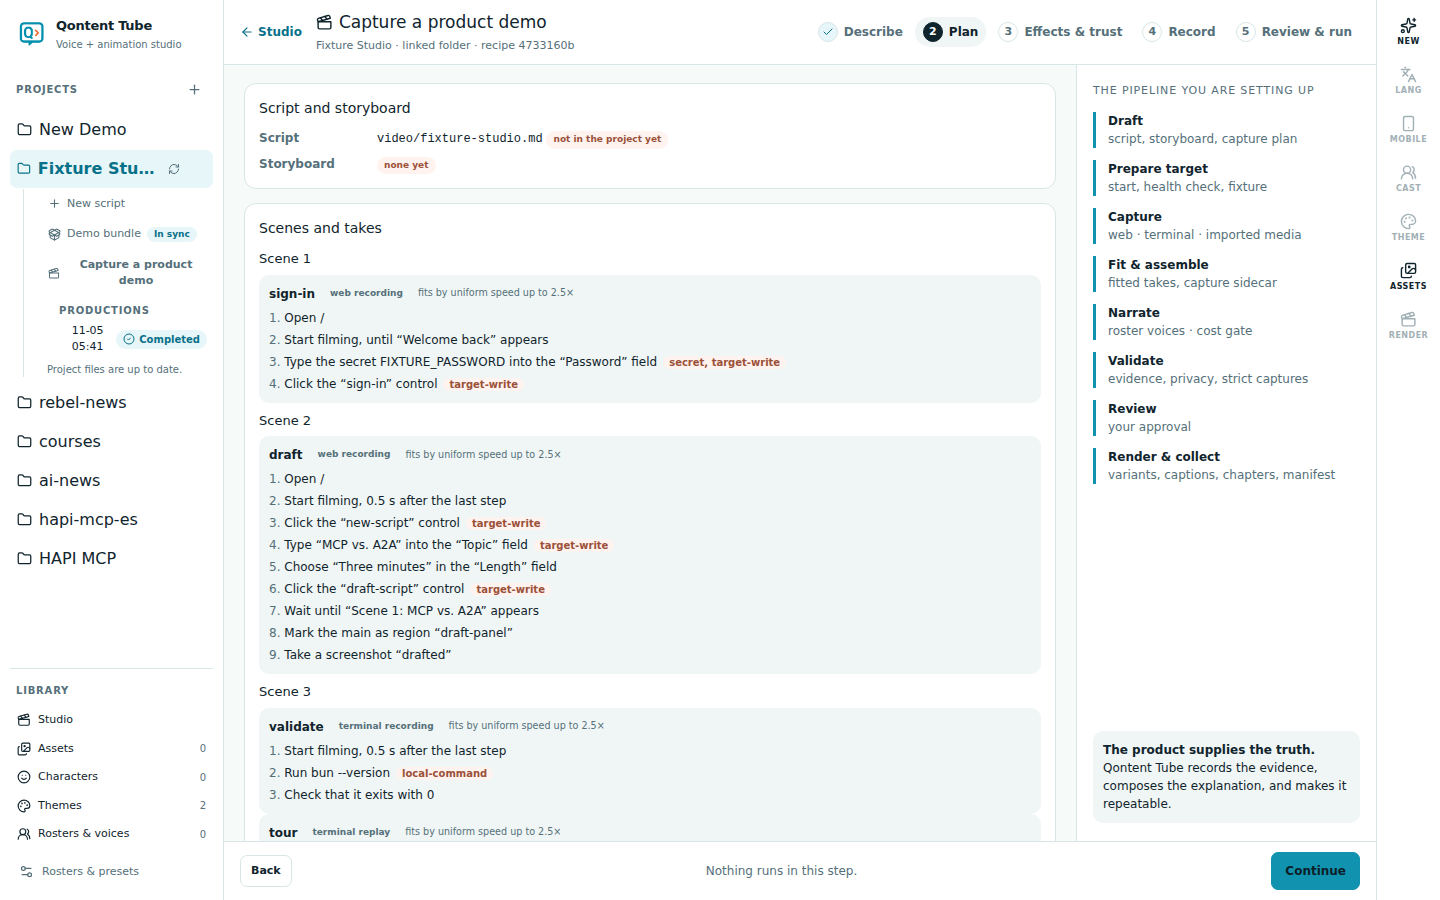 Qontent Tube
Voice + animation studio
PROJECTS
New Demo
Fixture Stu...
New script
Demo bundle In sync
Capture a product
demo
PRODUCTIONS
11-05
05:41
Completed
Project files are up to date.
rebel-news
courses
ai-news
hapi-mcp-es
HAPI MCP
LIBRARY
Studio
Assets 0
Characters 0
Themes 2
Rosters & voices 0
Rosters & presets
← Studio
Capture a product demo
Fixture Studio · linked folder · recipe 4733160b
Describe
2 Plan
3 Effects & trust
4 Record
5 Review & run
Script and storyboard
Script video/fixture-studio.md not in the project yet
Storyboard none yet
Scenes and takes
Scene 1
sign-in web recording fits by uniform speed up to 2.5×
1. Open /
2. Start filming, until “Welcome back” appears
3. Type the secret FIXTURE_PASSWORD into the “Password” field secret, target-write
4. Click the “sign-in” control target-write
Scene 2
draft web recording fits by uniform speed up to 2.5×
1. Open /
2. Start filming, 0.5 s after the last step
3. Click the “new-script” control target-write
4. Type “MCP vs. A2A” into the “Topic” field target-write
5. Choose “Three minutes” in the “Length” field
6. Click the “draft-script” control target-write
7. Wait until “Scene 1: MCP vs. A2A” appears
8. Mark the main as region “draft-panel”
9. Take a screenshot “drafted”
Scene 3
validate terminal recording fits by uniform speed up to 2.5×
1. Start filming, 0.5 s after the last step
2. Run bun --version local-command
3. Check that it exits with 0
tour terminal replay fits by uniform speed up to 2.5×
Back
Nothing runs in this step.
Continue
THE PIPELINE YOU ARE SETTING UP
Draft
script, storyboard, capture plan
Prepare target
start, health check, fixture
Capture
web · terminal · imported media
Fit & assemble
fitted takes, capture sidecar
Narrate
roster voices · cost gate
Validate
evidence, privacy, strict captures
Review
your approval
Render & collect
variants, captions, chapters, manifest
The product supplies the truth.
Qontent Tube records the evidence,
composes the explanation, and makes it
repeatable.
NEW
LANG
MOBILE
CAST
THEME
ASSETS
RENDER